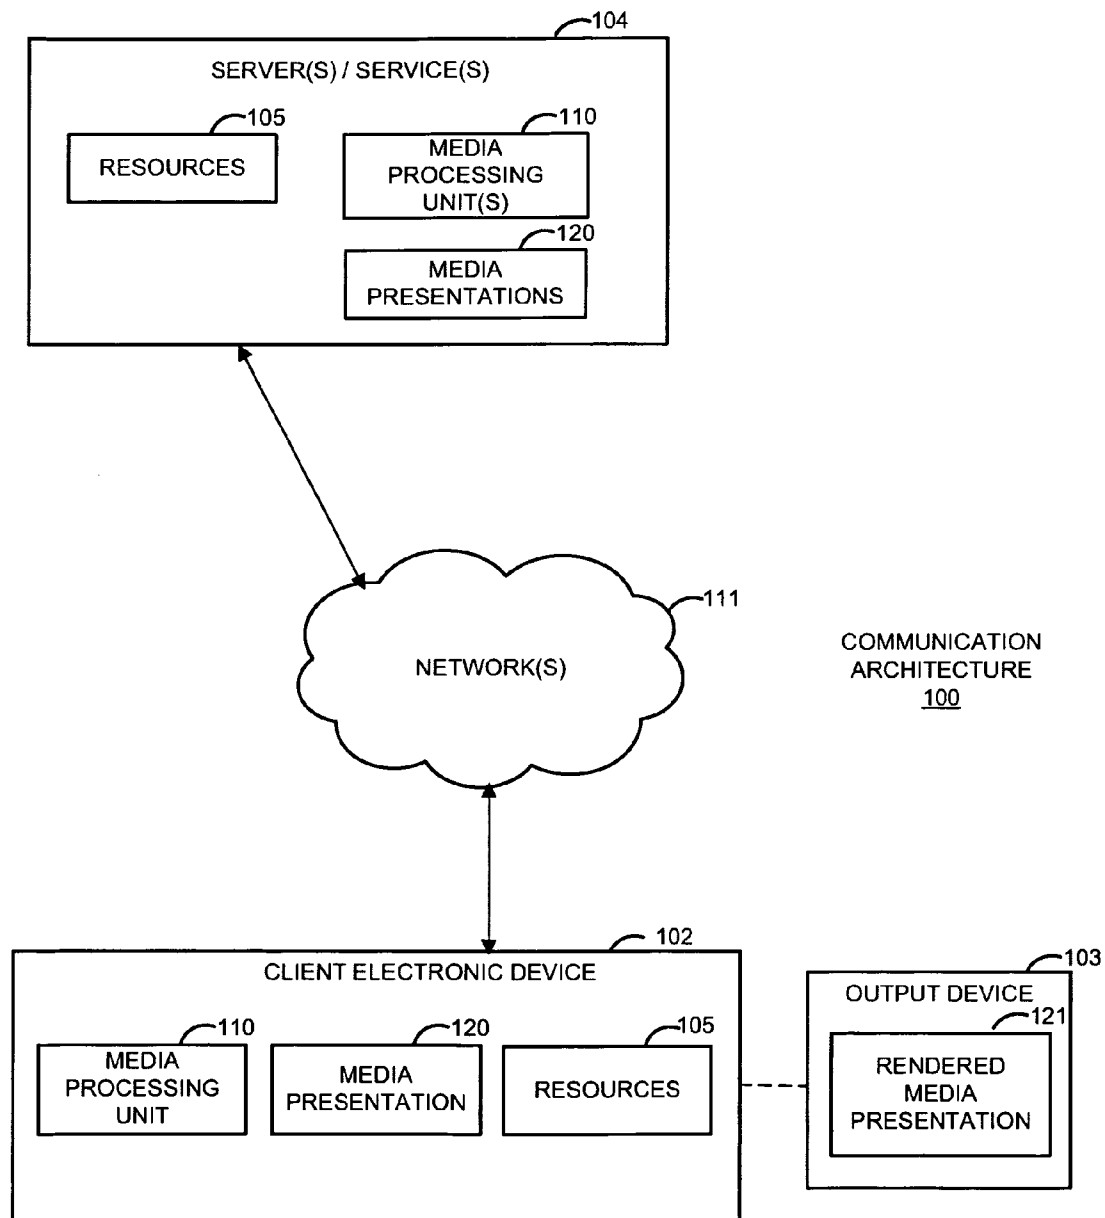 104
SERVER(S) / SERVICE(S)
105
RESOURCES
110
MEDIA
PROCESSING
UNIT(S)
120
MEDIA
PRESENTATIONS
111
NETWORK(S)
COMMUNICATION
ARCHITECTURE
100
102
CLIENT ELECTRONIC DEVICE
110
MEDIA
PROCESSING
UNIT
120
MEDIA
PRESENTATION
105
RESOURCES
103
OUTPUT DEVICE
121
RENDERED
MEDIA
PRESENTATION